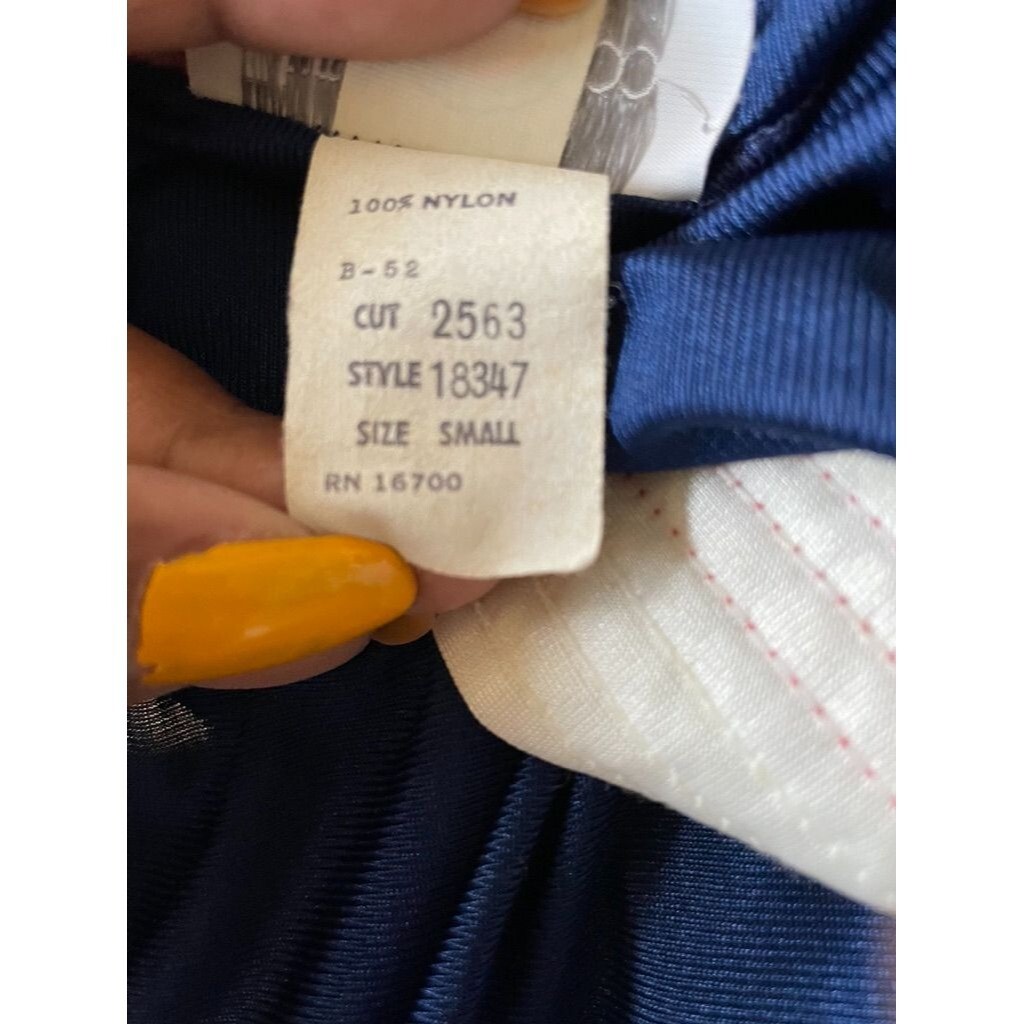 100% NYLON
B-52
CUT 2563
STYLE 18347
SIZE SMALL
RN 16700